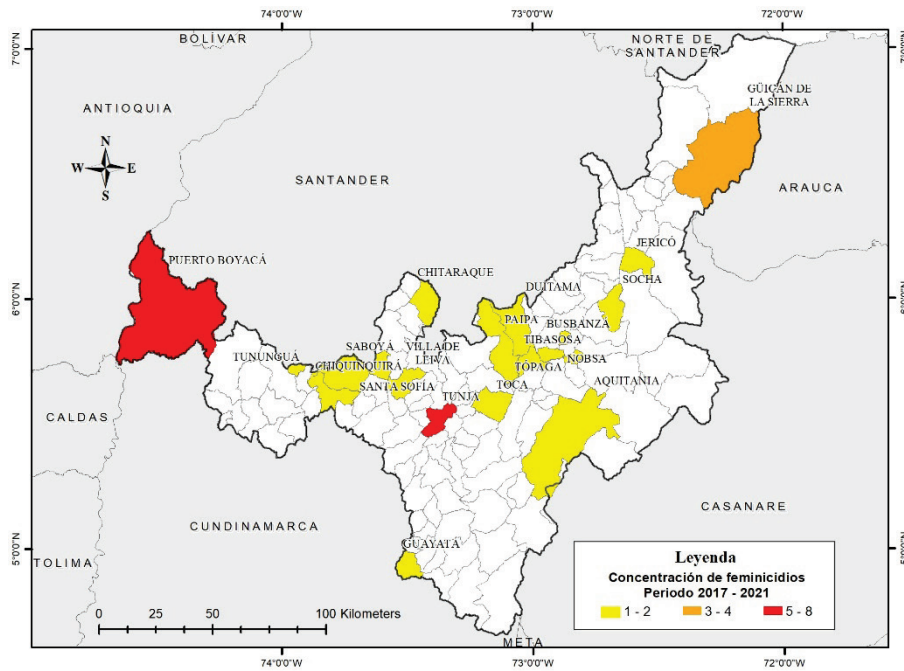 74°0'0"W
73°0'0"W
72°0'0"W
7°0'0"N
7°0'0"N
BOLÍVAR
NORTE DE
SANTANDER
GÜICÁN DE
LA SIERRA
ANTIOQUIA
N
W
E
S
SANTANDER
ARAUCA
JERICÓ
PUERTO BOYACÁ
CHITARAQUE
SOCHA
DUITAMA
6°0'0"N
6°0'0"N
PAIPA
BUSBANZÁ
TIBASOSA
SABOYÁ
VILLA DE
LEIVA
NOBSA
TUNUNGUÁ
CHIQUINQUIRÁ
TÓPAGA
AQUITANIA
SANTA SOFÍA
TOCA
TUNJA
CALDAS
CASANARE
CUNDINAMARCA
GUAYATÁ
5°0'0"N
5°0'0"N
TOLIMA
Leyenda
Concentración de feminicidios
Periodo 2017 - 2021
1 - 2
3 - 4
5 - 8
0
25
50
100 Kilometers
META
74°0'0"W
73°0'0"W
72°0'0"W